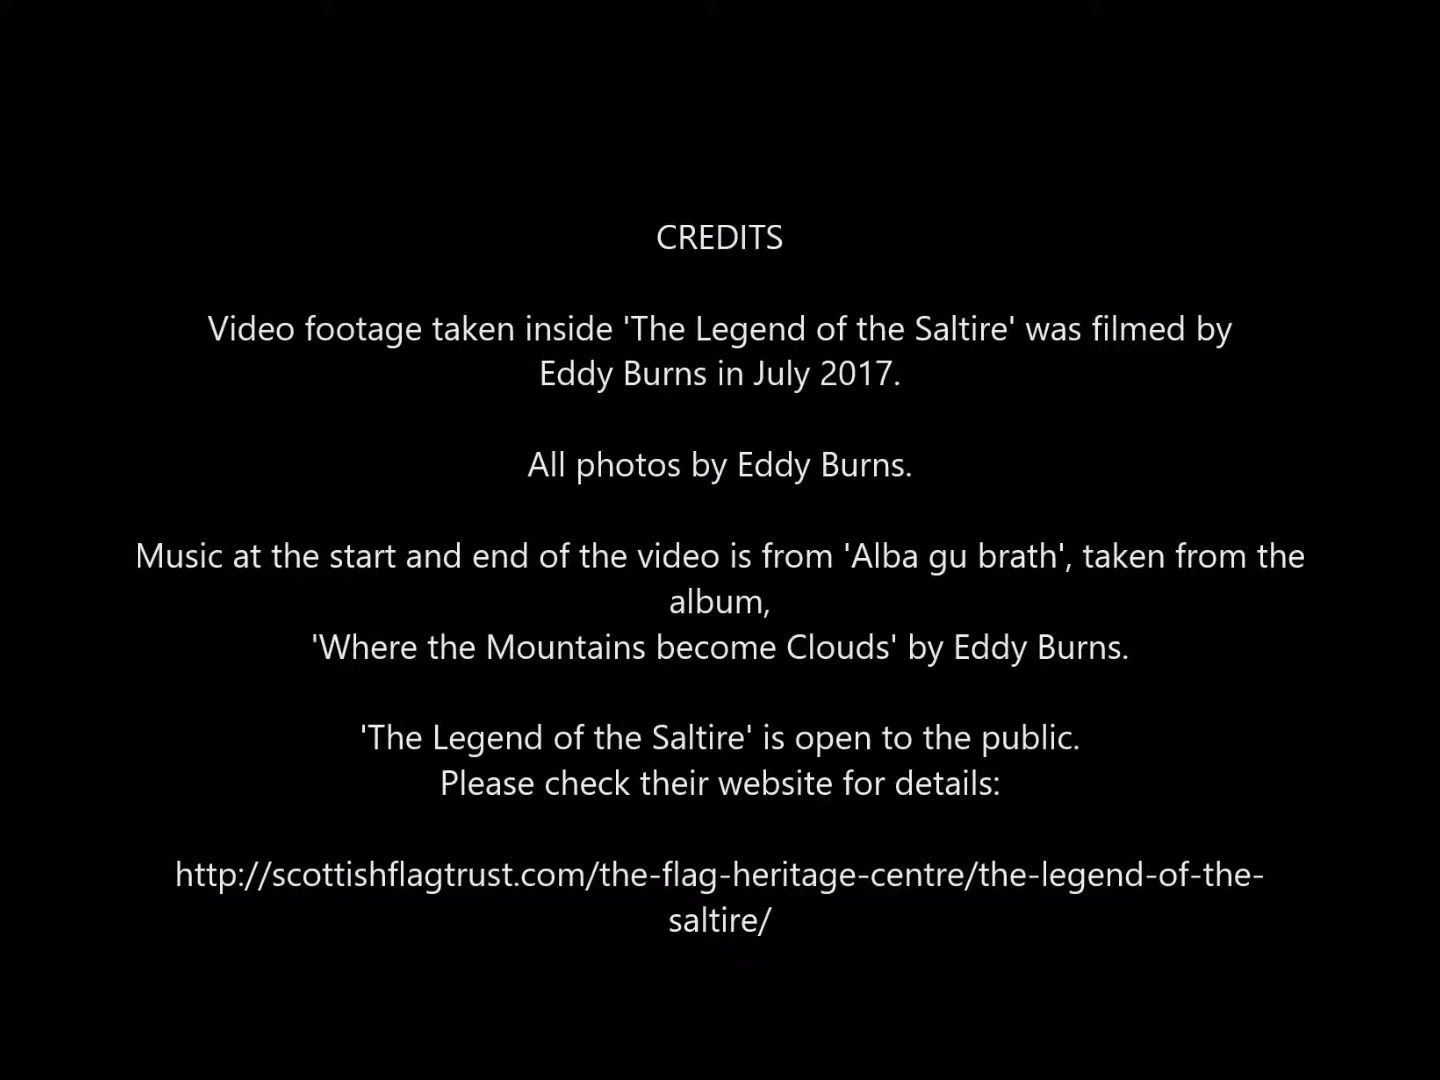 CREDITS
Video footage taken inside 'The Legend of the Saltire' was filmed by
Eddy Burns in July 2017.
All photos by Eddy Burns.
Music at the start and end of the video is from 'Alba gu brath', taken from the
album,
'Where the Mountains become Clouds' by Eddy Burns.
'The Legend of the Saltire' is open to the public.
Please check their website for details:
http://scottishflagtrust.com/the-flag-heritage-centre/the-legend-of-the-
saltire/